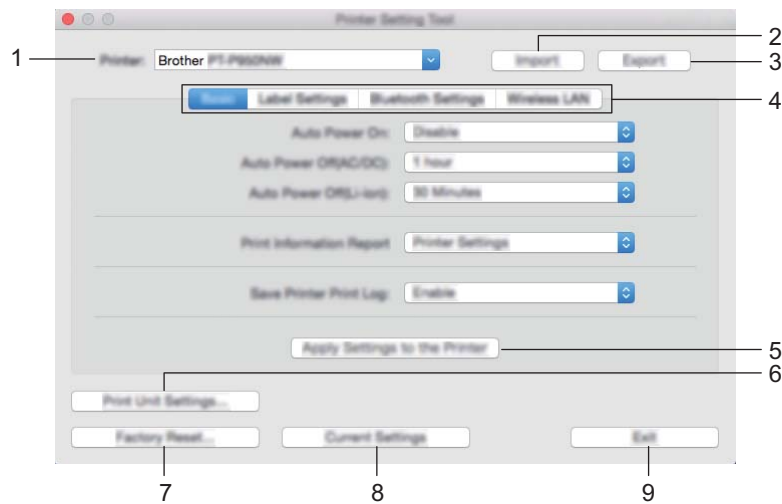 Printer Setting Tool
1
Printer: Brother PT-P950NW
Import
Export
2
3
Basic Label Settings Bluetooth Settings Wireless LAN
4
Auto Power On: Disable
Auto Power Off(AC/DC): 1 hour
Auto Power Off(Li-ion): 30 Minutes
Print Information Report Printer Settings
Save Printer Print Log: Enable
Apply Settings to the Printer
5
6
Print Unit Settings...
Factory Reset...
Current Settings
Exit
7
8
9